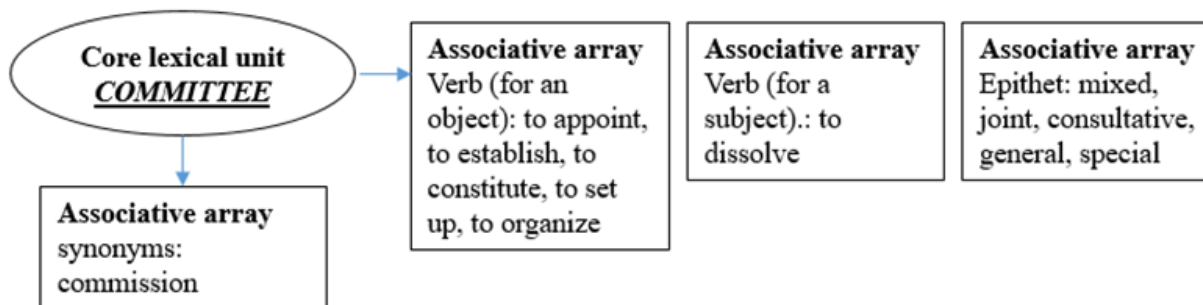 Core lexical unit
COMMITTEE
Associative array
Verb (for an
object): to appoint,
to establish, to
constitute, to set
up, to organize
Associative array
Verb (for a
subject).: to
dissolve
Associative array
Epithet: mixed,
joint, consultative,
general, special
Associative array
synonyms:
commission